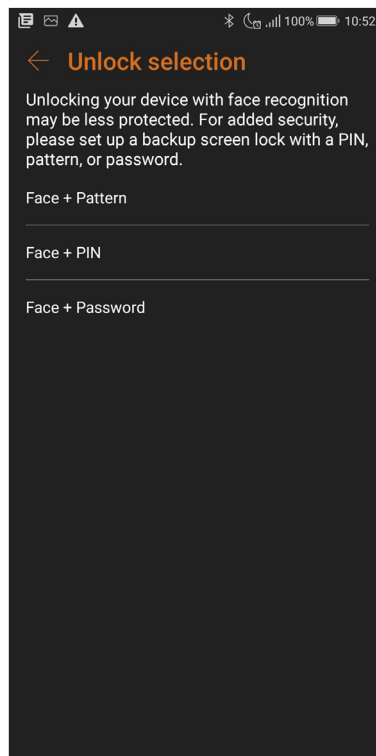 100% 10:52
Unlock selection
Unlocking your device with face recognition
may be less protected. For added security,
please set up a backup screen lock with a PIN,
pattern, or password.
Face + Pattern
Face + PIN
Face + Password